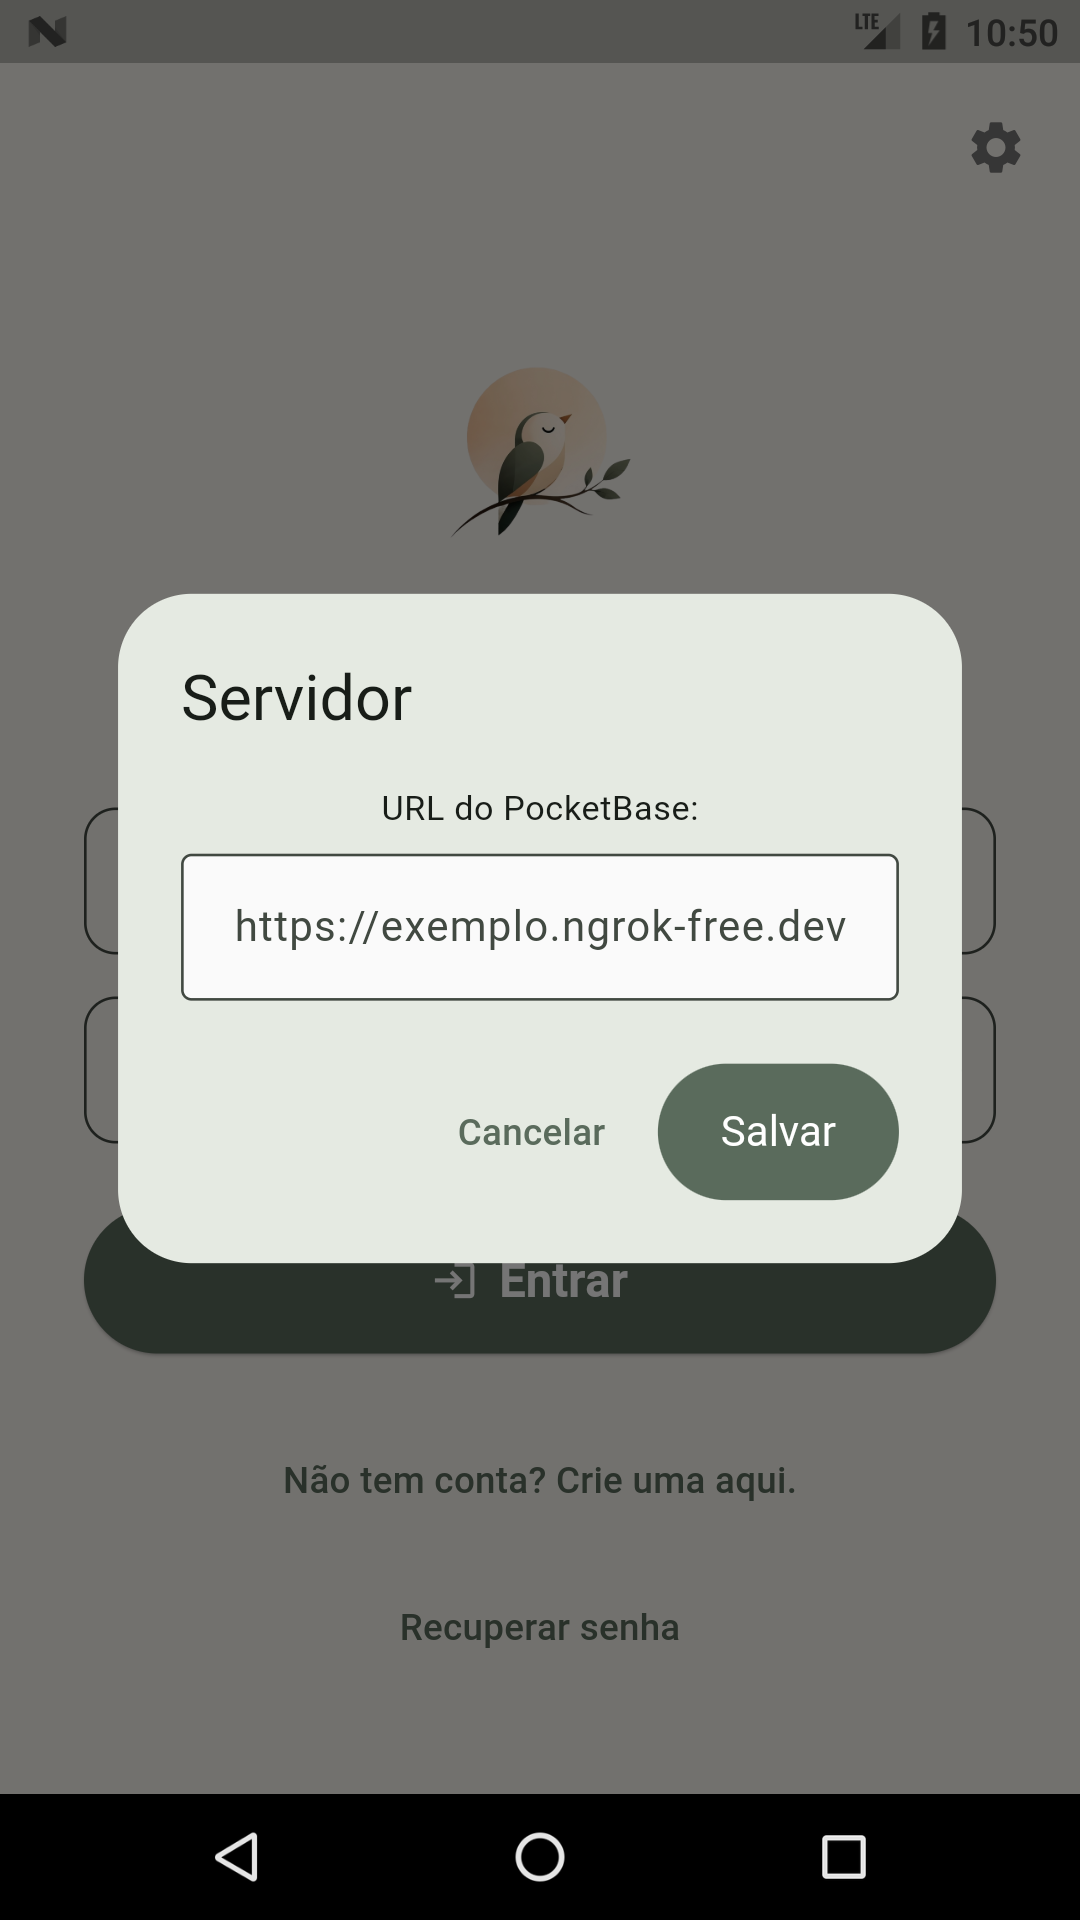 LTE 10:50
Servidor
URL do PocketBase:
https://exemplo.ngrok-free.dev
Cancelar
Salvar
Entrar
Não tem conta? Crie uma aqui.
Recuperar senha